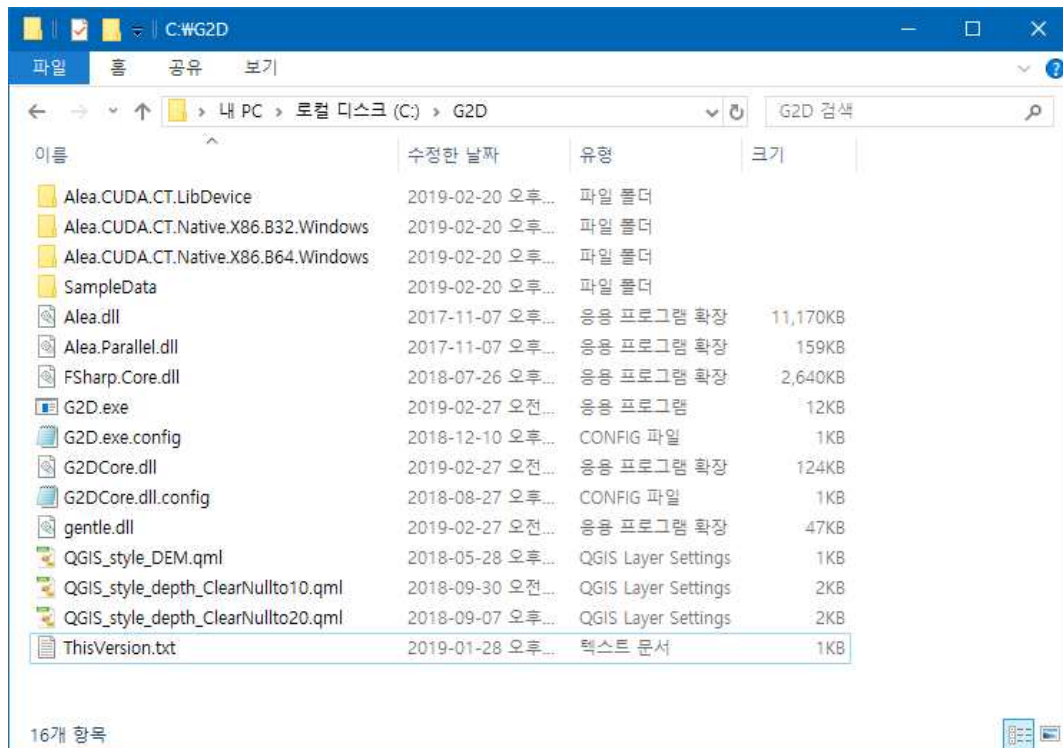 C:₩G2D
파일 홈 공유 보기
내 PC > 로컬 디스크 (C:) > G2D G2D 검색
이름 수정한 날짜 유형 크기
Alea.CUDA.CT.LibDevice 2019-02-20 오후... 파일 폴더
Alea.CUDA.CT.Native.X86.B32.Windows 2019-02-20 오후... 파일 폴더
Alea.CUDA.CT.Native.X86.B64.Windows 2019-02-20 오후... 파일 폴더
SampleData 2019-02-20 오후... 파일 폴더
Alea.dll 2017-11-07 오후... 응용 프로그램 확장 11,170KB
Alea.Parallel.dll 2017-11-07 오후... 응용 프로그램 확장 159KB
FSharp.Core.dll 2018-07-26 오후... 응용 프로그램 확장 2,640KB
G2D.exe 2019-02-27 오전... 응용 프로그램 12KB
G2D.exe.config 2018-12-10 오후... CONFIG 파일 1KB
G2DCore.dll 2019-02-27 오전... 응용 프로그램 확장 124KB
G2DCore.dll.config 2018-08-27 오후... CONFIG 파일 1KB
gentle.dll 2019-02-27 오전... 응용 프로그램 확장 47KB
QGIS_style_DEM.qml 2018-05-28 오후... QGIS Layer Settings 1KB
QGIS_style_depth_ClearNullto10.qml 2018-09-30 오전... QGIS Layer Settings 2KB
QGIS_style_depth_ClearNullto20.qml 2018-09-07 오후... QGIS Layer Settings 2KB
ThisVersion.txt 2019-01-28 오후... 텍스트 문서 1KB
16개 항목